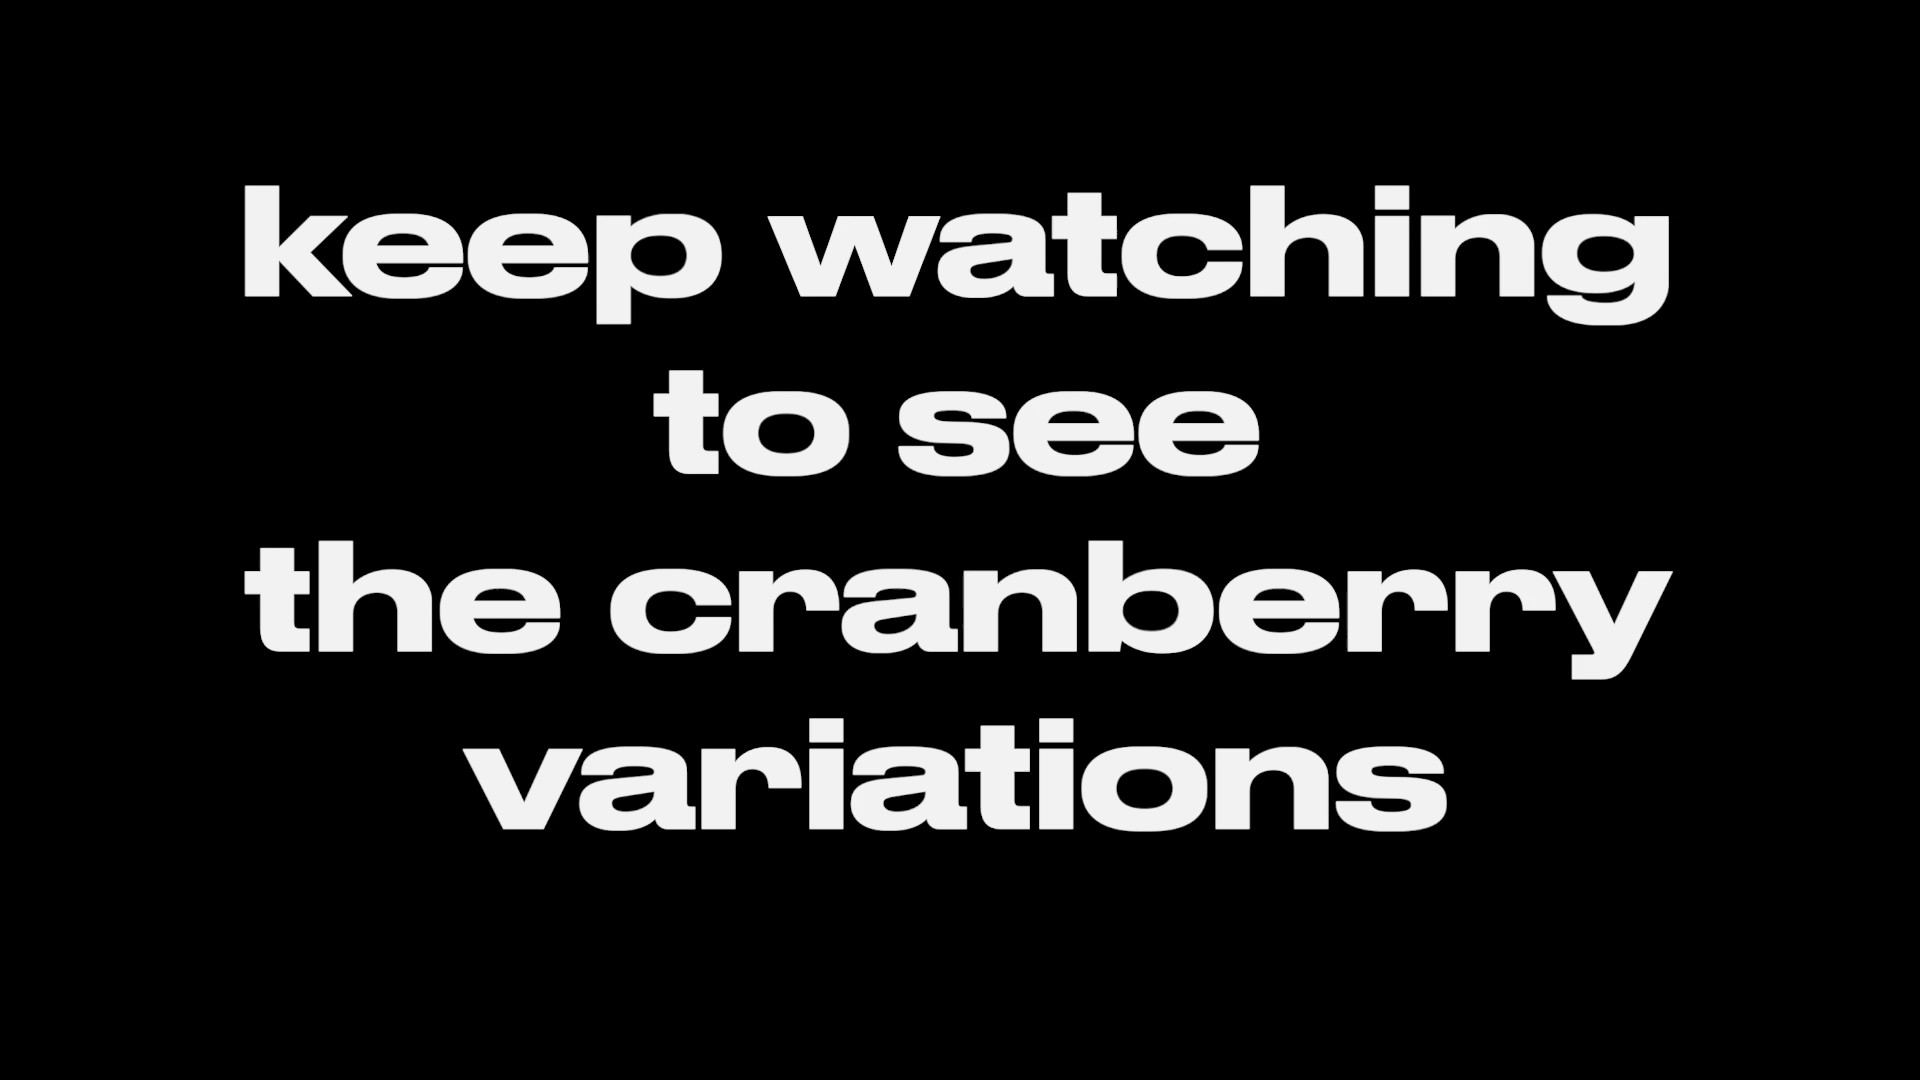 keep watching
to see
the cranberry
variations